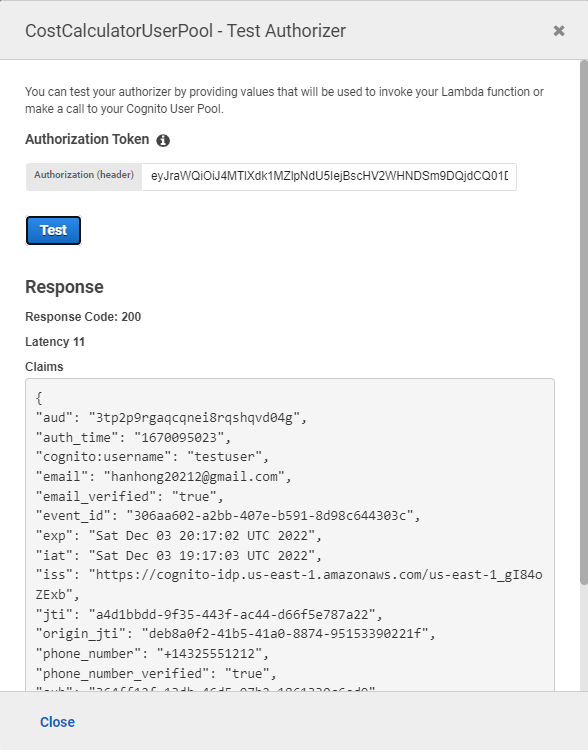 CostCalculatorUserPool - Test Authorizer
You can test your authorizer by providing values that will be used to invoke your Lambda function or
make a call to your Cognito User Pool.
Authorization Token
Authorization (header) eyJraWQiOiJ4MTlXdk1MZlpNdU5lejBscHV2WHNDSm9DQjdCQ01D
Test
Response
Response Code: 200
Latency 11
Claims
{
"aud": "3tp2p9rgaqcqnei8rqshqvd04g",
"auth_time": "1670095023",
"cognito:username": "testuser",
"email": "hanhong20212@gmail.com",
"email_verified": "true",
"event_id": "306aa602-a2bb-407e-b591-8d98c644303c",
"exp": "Sat Dec 03 20:17:02 UTC 2022",
"iat": "Sat Dec 03 19:17:03 UTC 2022",
"iss": "https://cognito-idp.us-east-1.amazonaws.com/us-east-1_gI84o
ZExb",
"jti": "a4d1bbdd-9f35-443f-ac44-d66f5e787a22",
"origin_jti": "deb8a0f2-41b5-41a0-8874-95153390221f",
"phone_number": "+14325551212",
"phone_number_verified": "true",
Close